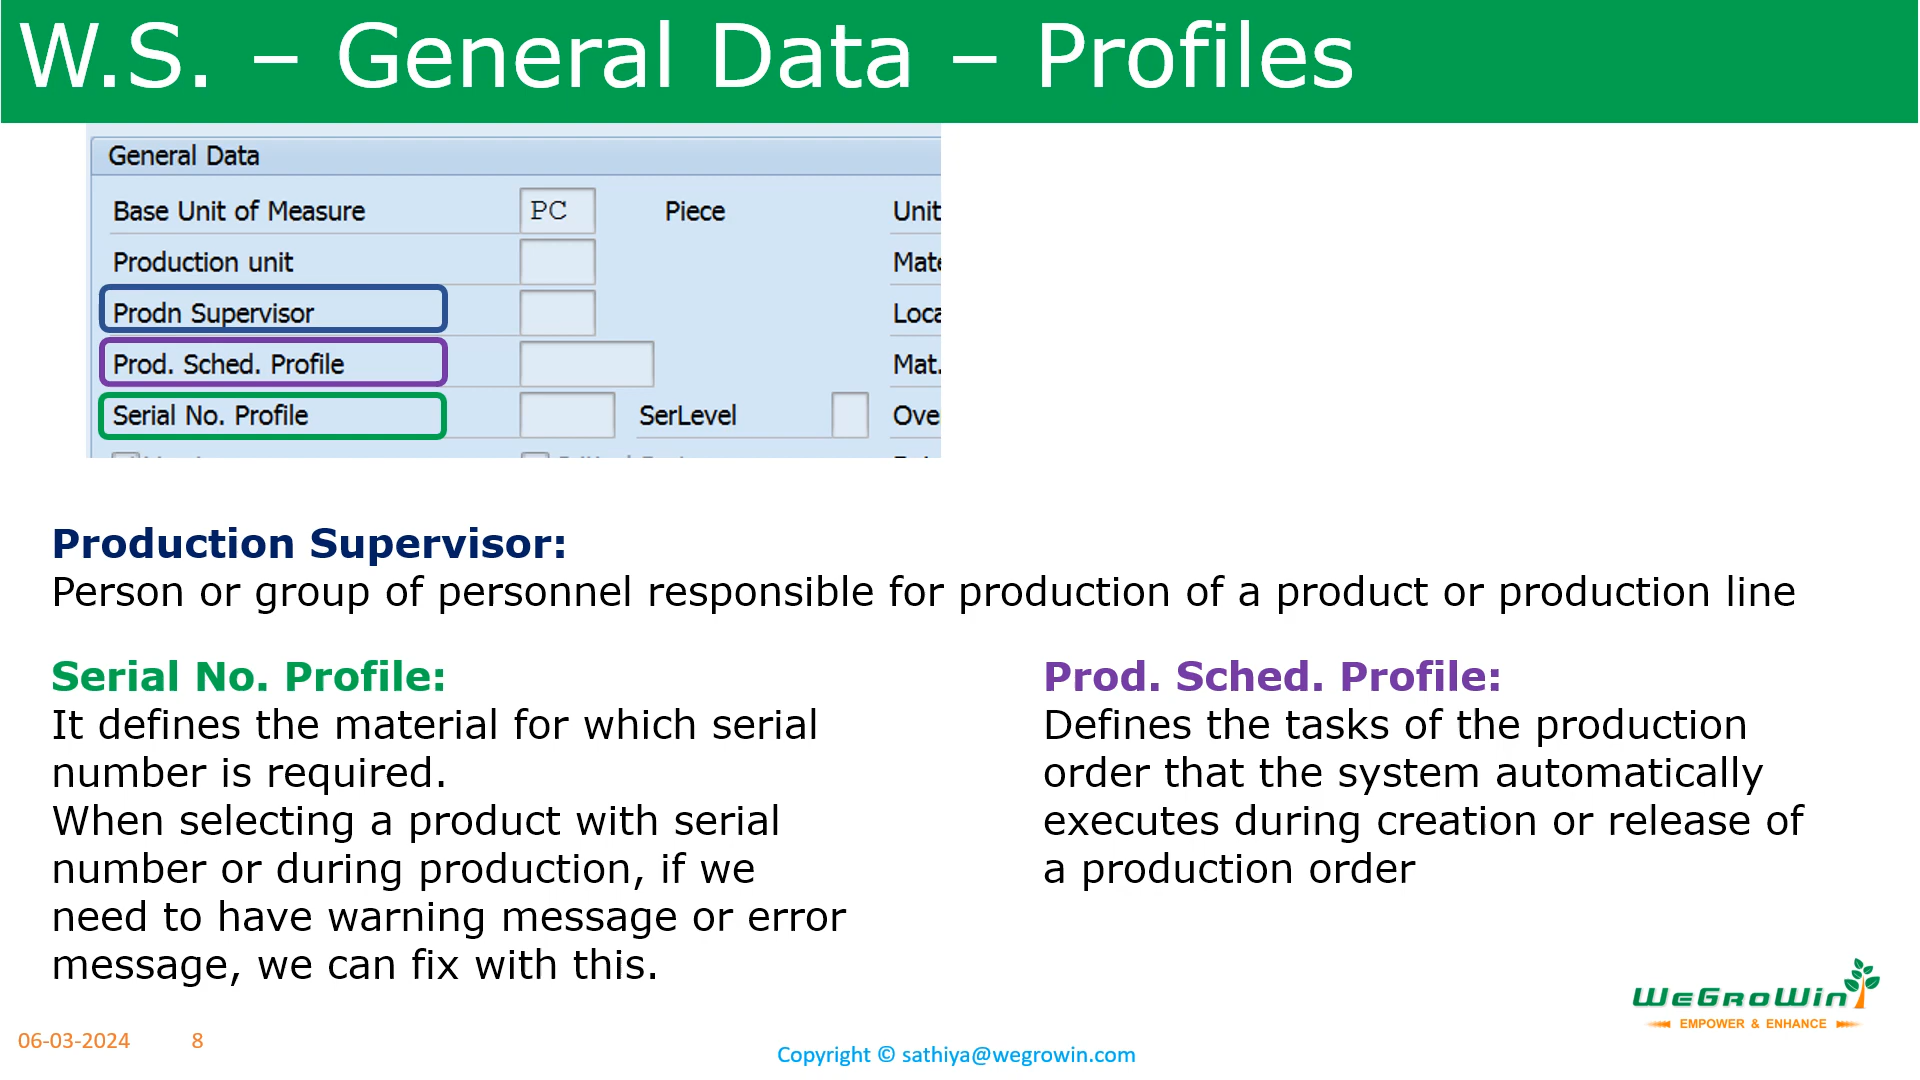 W.S. – General Data – Profiles
General Data
Base Unit of Measure PC Piece Unit
Production unit Mate
Prodn Supervisor Loca
Prod. Sched. Profile Mat.
Serial No. Profile SerLevel Ove
Production Supervisor:
Person or group of personnel responsible for production of a product or production line
Serial No. Profile:
It defines the material for which serial
number is required.
When selecting a product with serial
number or during production, if we
need to have warning message or error
message, we can fix with this.
Prod. Sched. Profile:
Defines the tasks of the production
order that the system automatically
executes during creation or release of
a production order
WeGroWin
EMPOWER & ENHANCE
06-03-2024 8
Copyright © sathiya@wegrowin.com